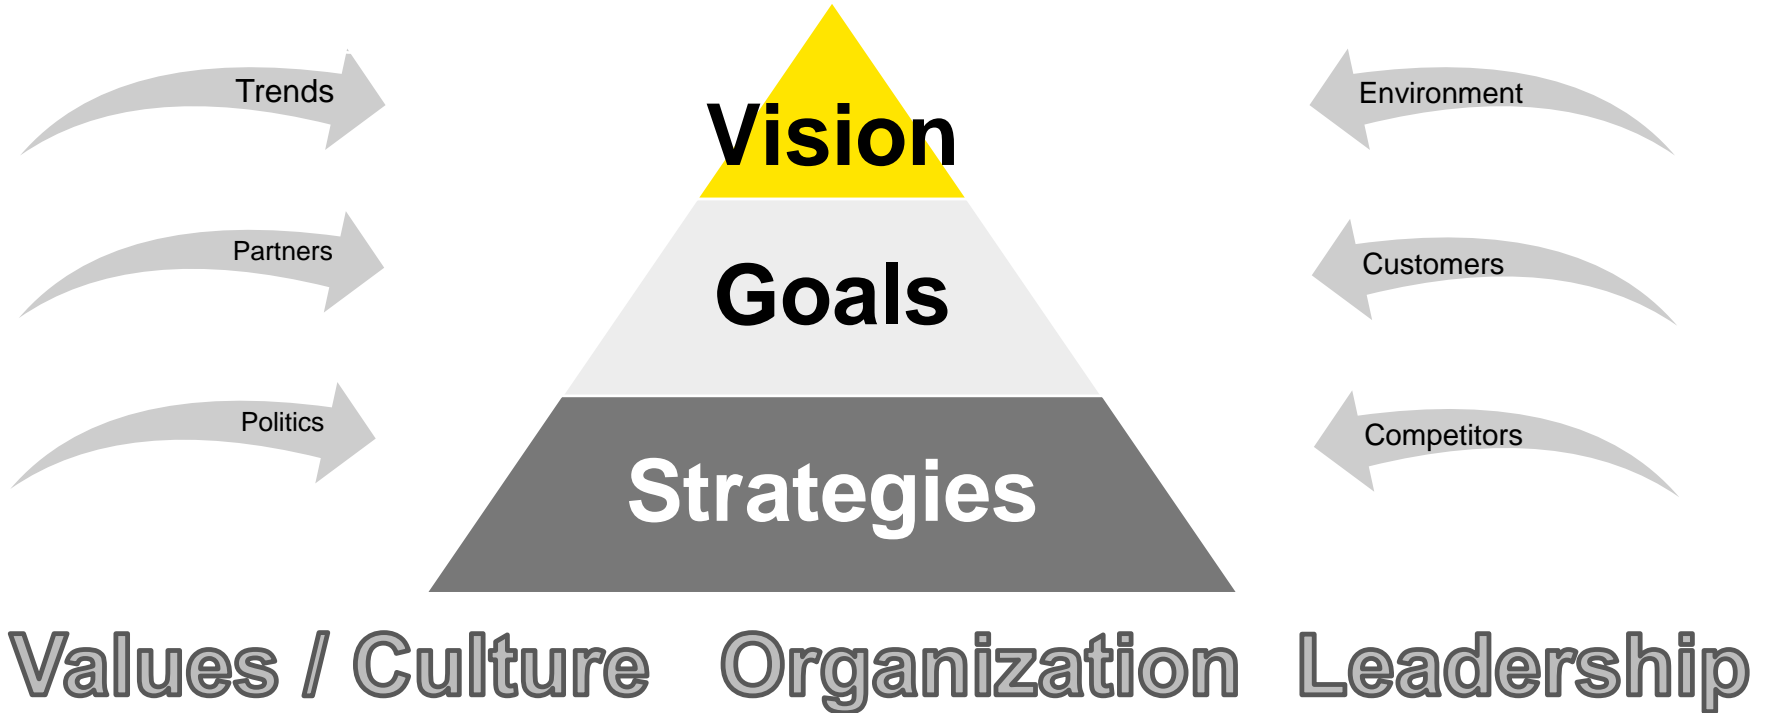 Trends
Vision
Environment
Partners
Goals
Customers
Politics
Strategies
Competitors
Values / Culture Organization Leadership